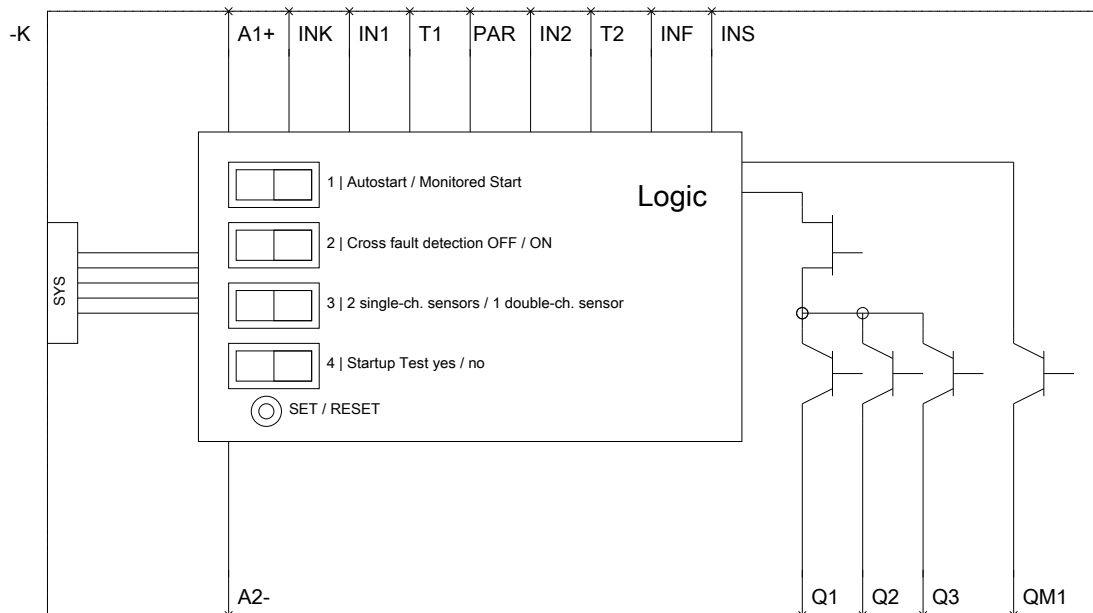 -K
A1+ INK IN1 T1 PAR IN2 T2 INF INS
1 | Autostart / Monitored Start
Logic
2 | Cross fault detection OFF / ON
SYS
3 | 2 single-ch. sensors / 1 double-ch. sensor
4 | Startup Test yes / no
SET / RESET
A2- Q1 Q2 Q3 QM1